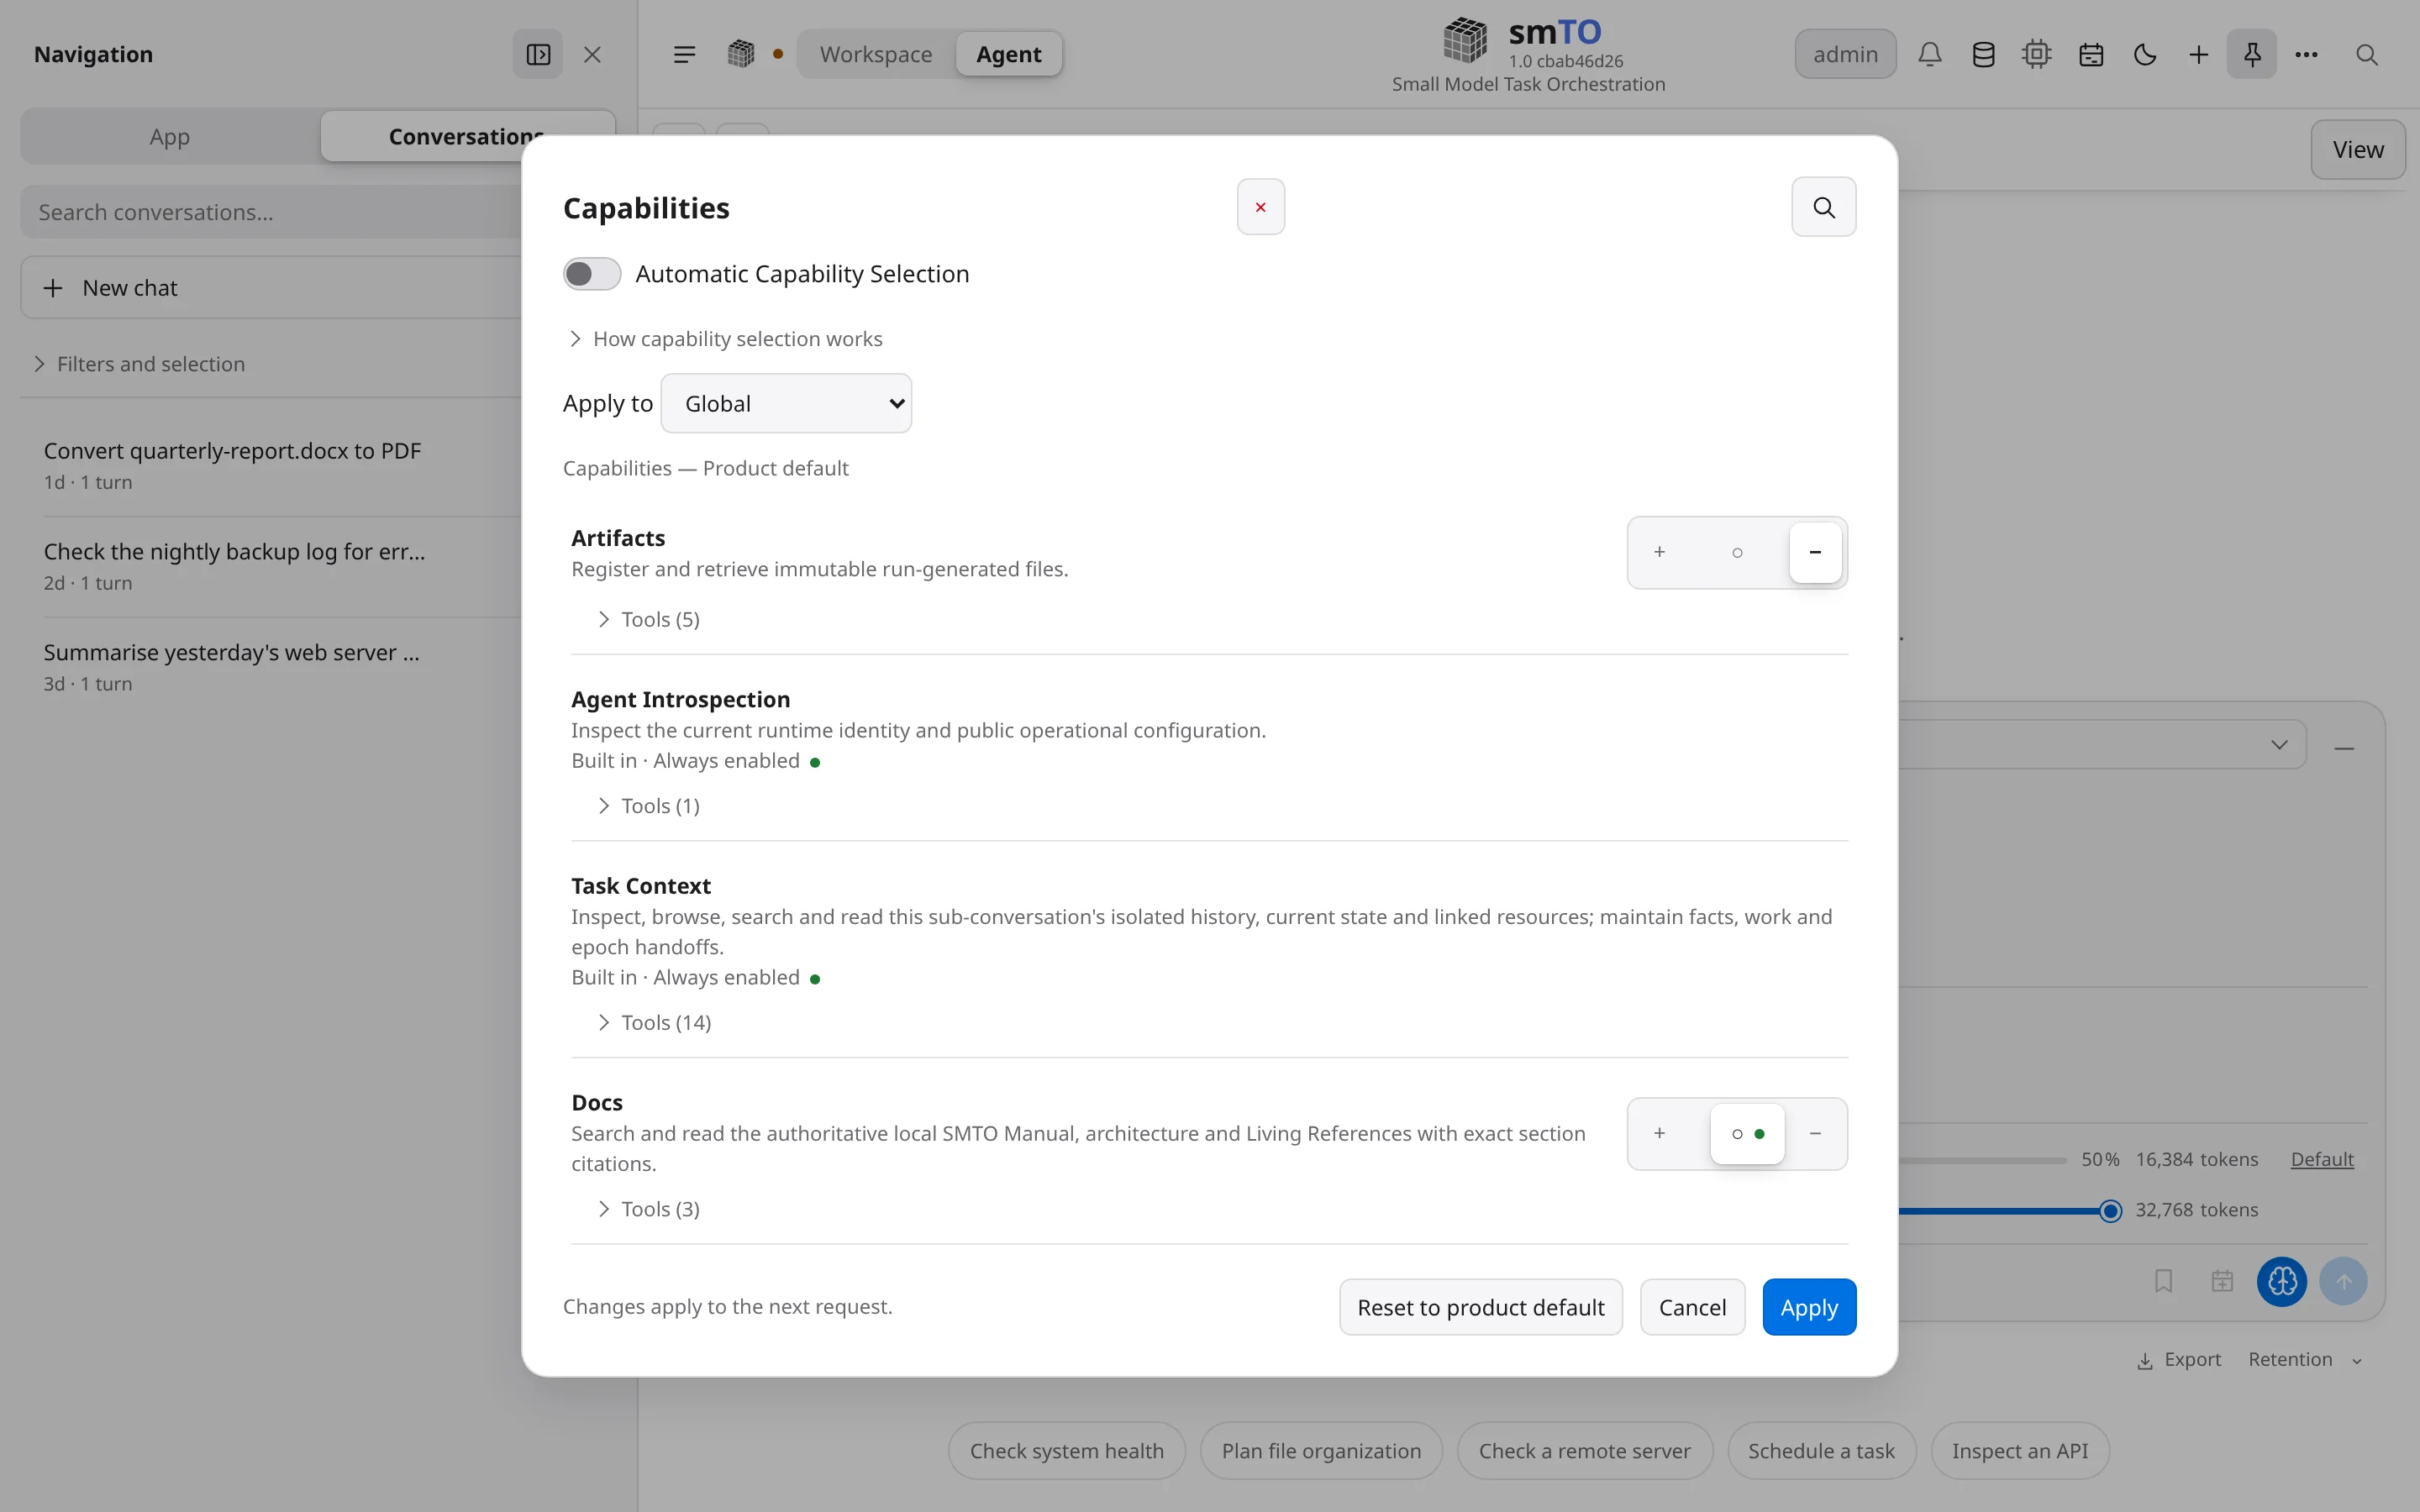 Navigation
Workspace
Agent
smTO
1.0 cbab46d26
Small Model Task Orchestration
admin
App
Conversations
View
Search conversations...
New chat
Filters and selection
Convert quarterly-report.docx to PDF
1d · 1 turn
Check the nightly backup log for err...
2d · 1 turn
Summarise yesterday's web server ...
3d · 1 turn
Capabilities
Automatic Capability Selection
How capability selection works
Apply to Global
Capabilities — Product default
Artifacts
Register and retrieve immutable run-generated files.
Tools (5)
Agent Introspection
Inspect the current runtime identity and public operational configuration.
Built in · Always enabled
Tools (1)
Task Context
Inspect, browse, search and read this sub-conversation's isolated history, current state and linked resources; maintain facts, work and
epoch handoffs.
Built in · Always enabled
Tools (14)
Docs
Search and read the authoritative local SMTO Manual, architecture and Living References with exact section
citations.
Tools (3)
Changes apply to the next request.
Reset to product default
Cancel
Apply
50% 16,384 tokens Default
32,768 tokens
Export
Retention
Check system health
Plan file organization
Check a remote server
Schedule a task
Inspect an API